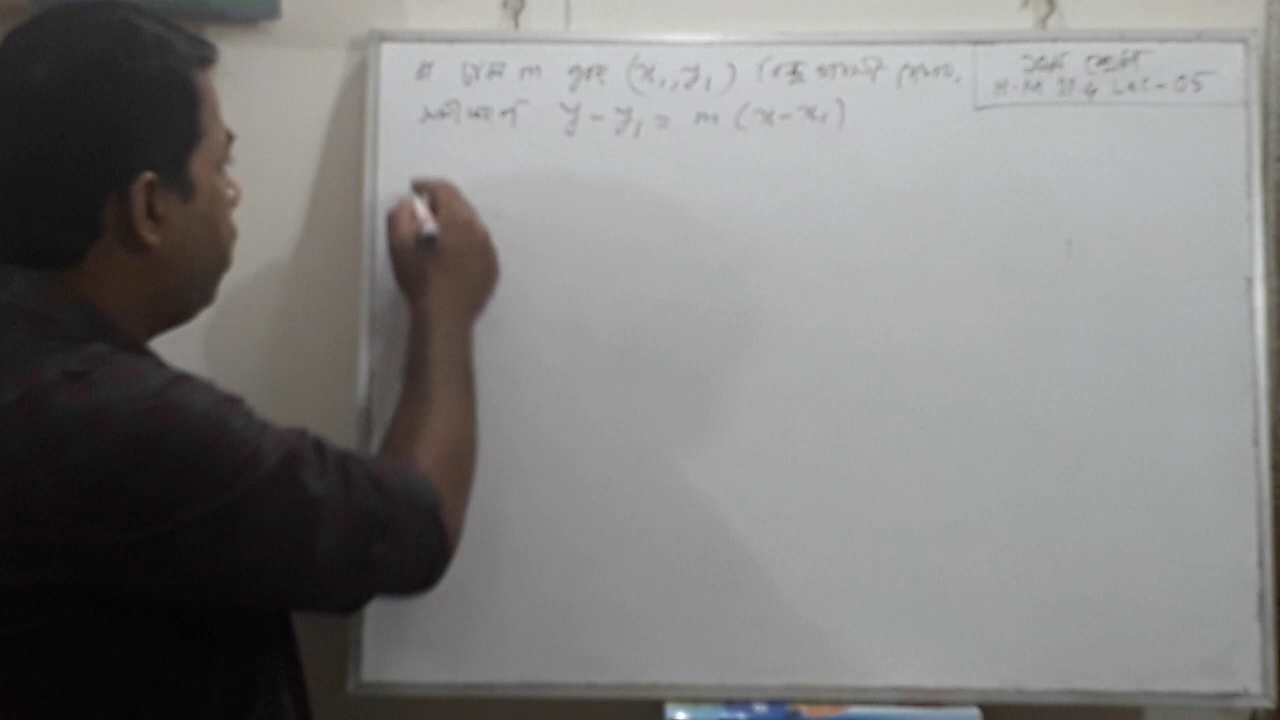 # ঢাল m এবং (x₁, y₁) বিন্দুগামী রেখার
সমীকরণ y - y₁ = m (x - x₁)
H.M Lec-05